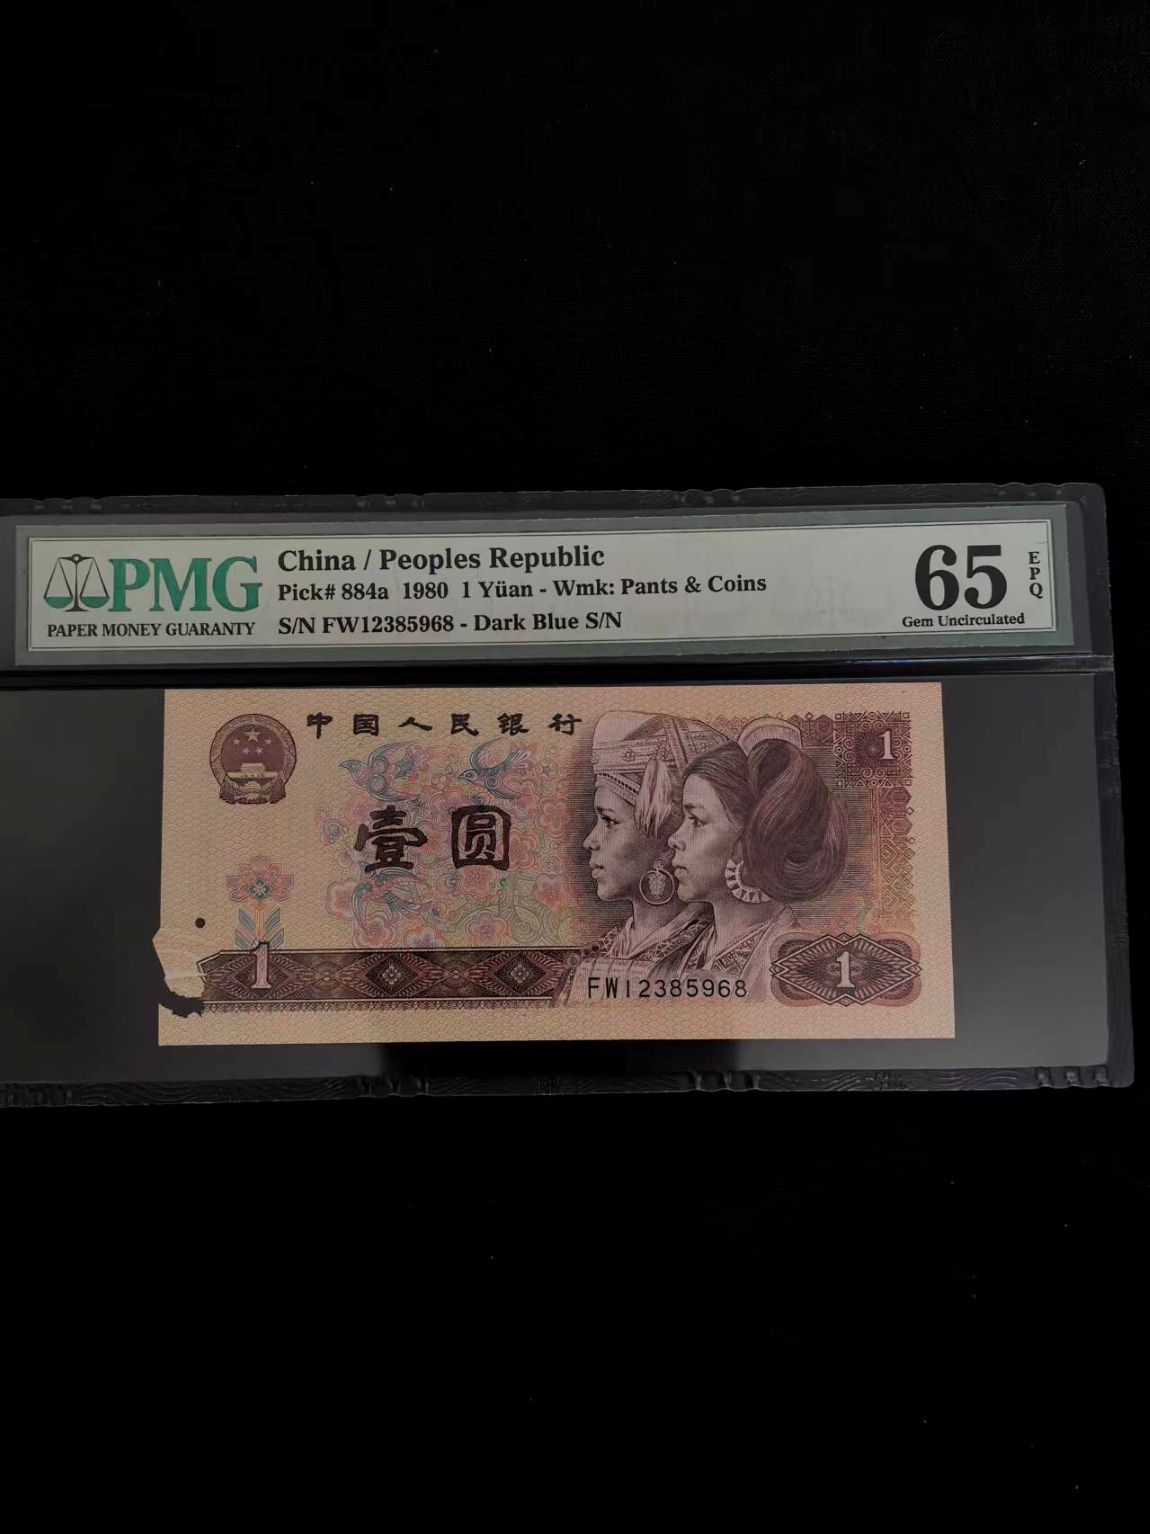 PMG
PAPER MONEY GUARANTY
China / Peoples Republic
Pick# 884a 1980 1 Yüan - Wmk: Pants & Coins
S/N FW12385968 - Dark Blue S/N
65
EPQ
Gem Uncirculated
中国人民银行
1
壹圆
1
1
FW12385968